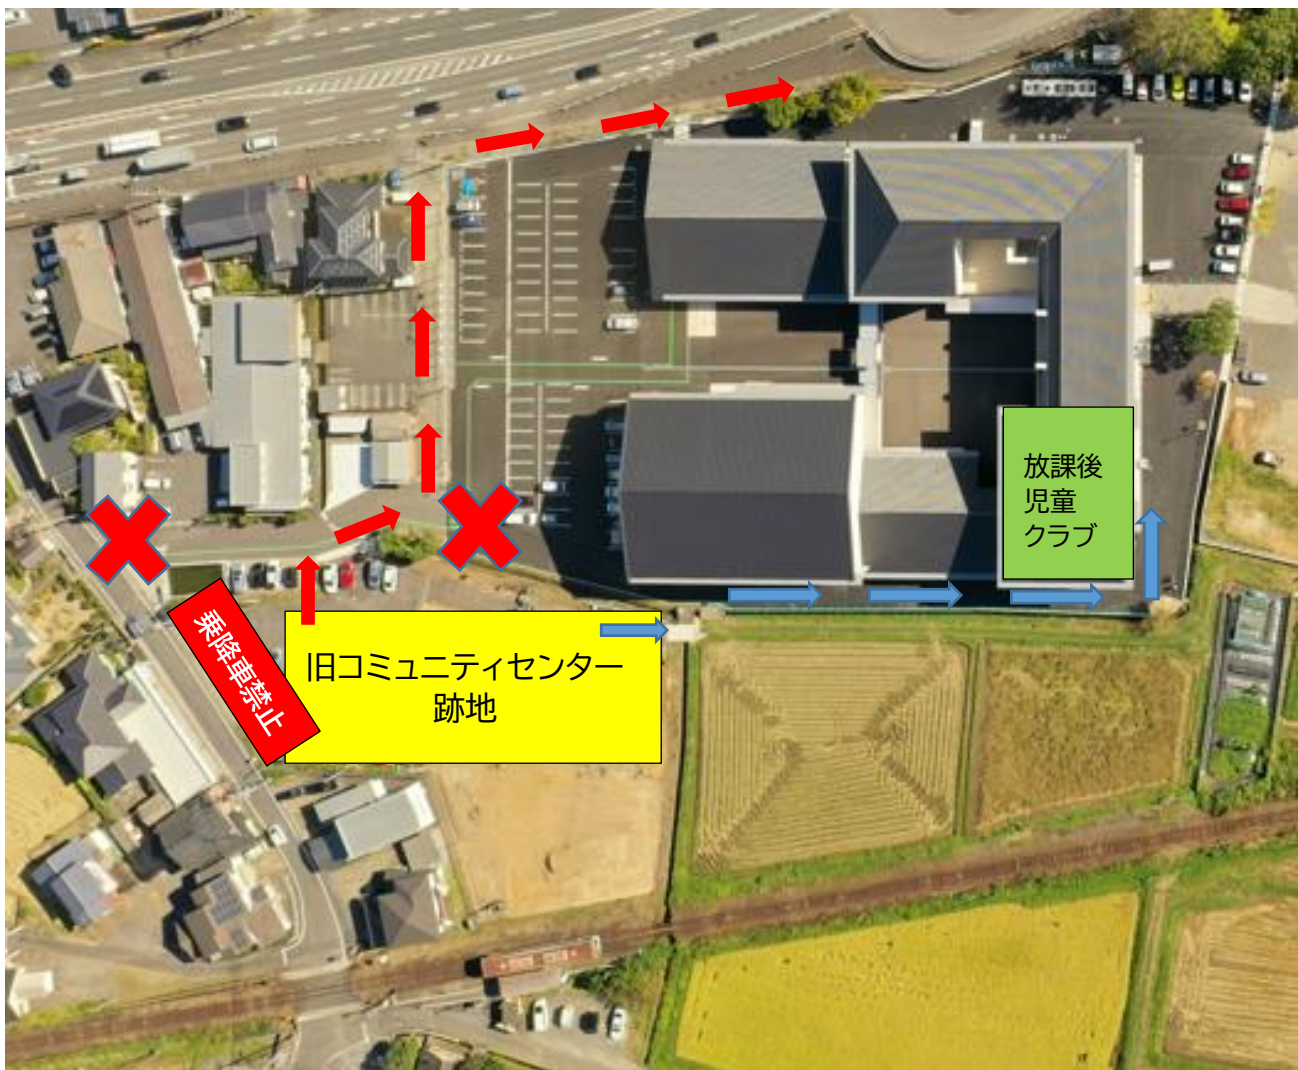 放課後
児童
クラブ
乗降車禁止
旧コミュニティセンター
跡地